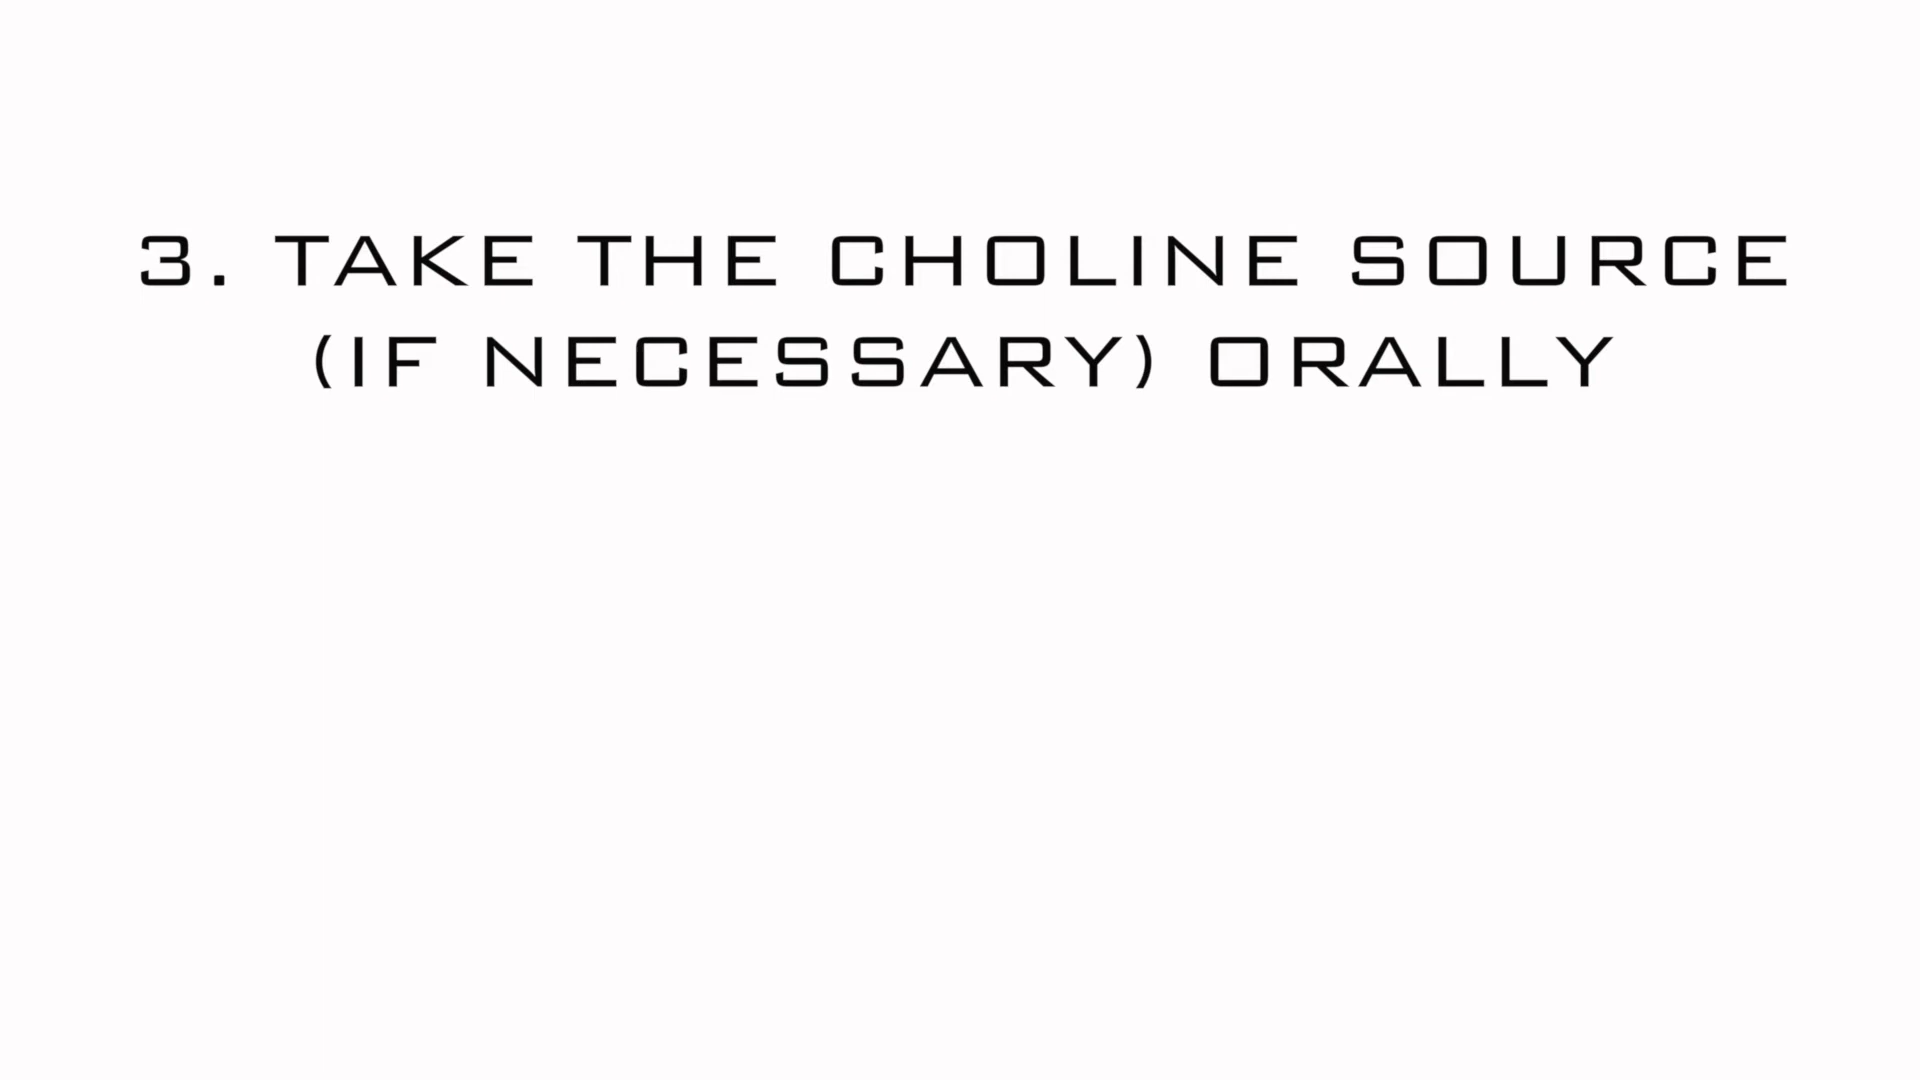 3. TAKE THE CHOLINE SOURCE
(IF NECESSARY) ORALLY